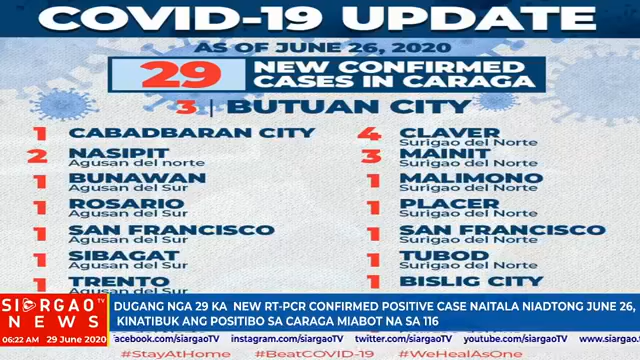 COVID-19 UPDATE
AS OF JUNE 26, 2020
29 NEW CONFIRMED CASES IN CARAGA
3 | BUTUAN CITY
1 CABADBARAN CITY
2 NASIPIT
Agusan del norte
1 BUNAWAN
Agusan del Sur
1 ROSARIO
Agusan del Sur
1 SAN FRANCISCO
Agusan del Sur
1 SIBAGAT
Agusan del Sur
1 TRENTO
Agusan del Sur
4 CLAVER
Surigao del Norte
3 MAINIT
Surigao del Norte
1 MALIMONO
Surigao del Norte
1 PLACER
Surigao del Norte
1 SAN FRANCISCO
Surigao del Norte
1 TUBOD
Surigao del Norte
1 BISLIG CITY
SIARGAO TV
NEWS
DUGANG NGA 29 KA NEW RT-PCR CONFIRMED POSITIVE CASE NAITALA NIADTONG JUNE 26,
KINATIBUK ANG POSITIBO SA CARAGA MIABOT NA SA 116
06:22 AM 29 June 2020
facebook.com/siargaoTV instagram.com/siargaoTV twitter.com/siargaoTV youtube.com/siargaoTV
#StayAtHome #BeatCOVID-19 #WeHealAsOne